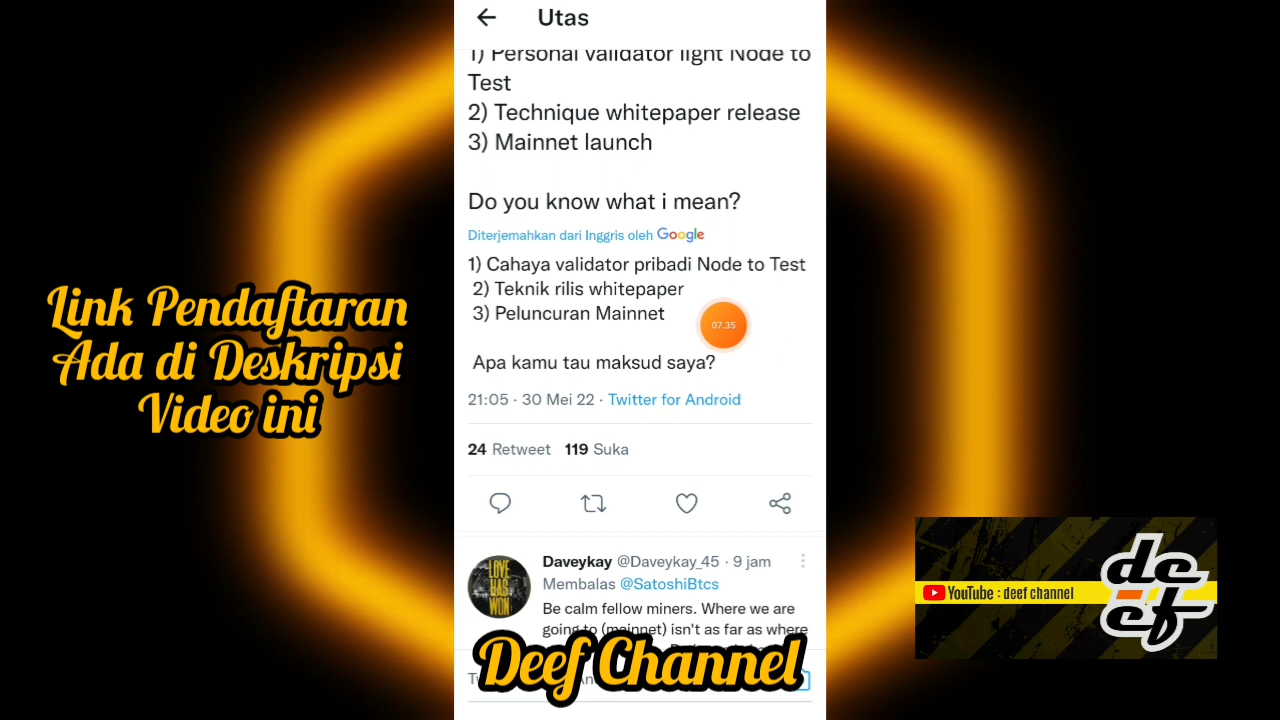 Utas
1) Personal validator light Node to
Test
2) Technique whitepaper release
3) Mainnet launch
Do you know what i mean?
Diterjemahkan dari Inggris oleh Google
1) Cahaya validator pribadi Node to Test
2) Teknik rilis whitepaper
3) Peluncuran Mainnet
07.35
Apa kamu tau maksud saya?
21:05 · 30 Mei 22 · Twitter for Android
24 Retweet 119 Suka
LOVE
HAS
WON
Daveykay @Daveykay_45 · 9 jam
Membalas @SatoshiBtcs
Be calm fellow miners. Where we are
going to (mainnet) isn't as far as where
Link Pendaftaran
Ada di Deskripsi
Video ini
Deef Channel
YouTube : deef channel
deef